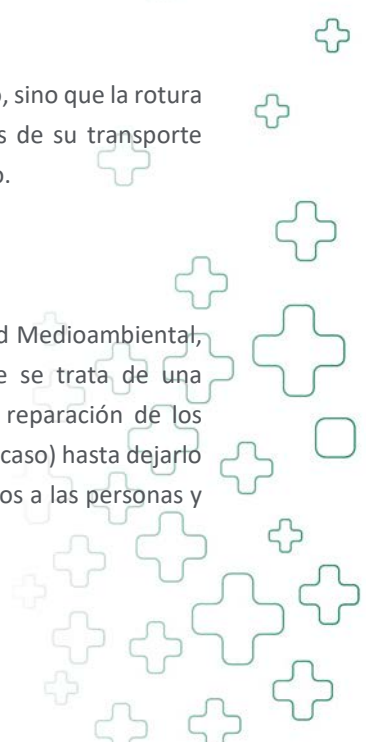 , sino que la rotura
s de su transporte
o.
d Medioambiental,
e se trata de una
reparación de los
caso) hasta dejarlo
os a las personas y